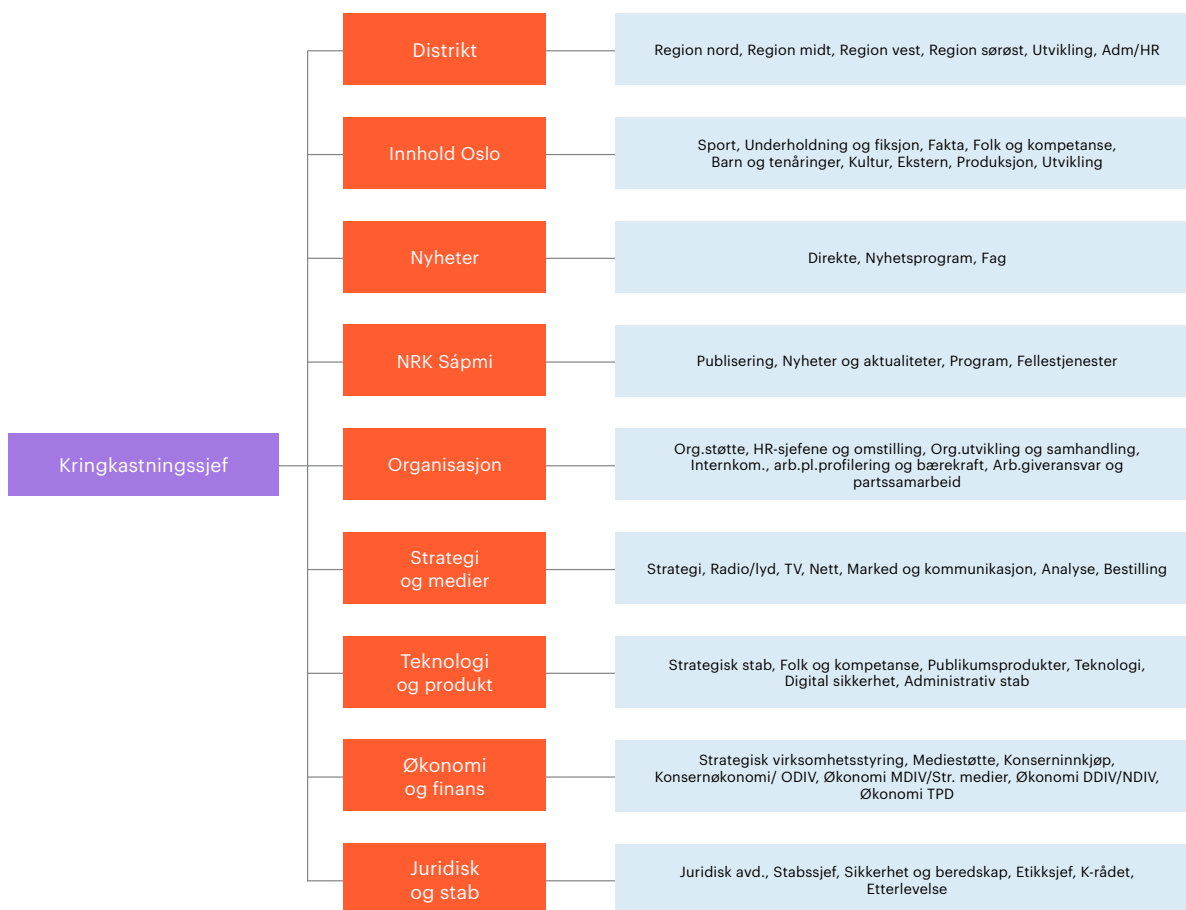 Distrikt
Region nord, Region midt, Region vest, Region sørøst, Utvikling, Adm/HR
Innhold Oslo
Sport, Underholdning og fiksjon, Fakta, Folk og kompetanse,
Barn og tenåringer, Kultur, Ekstern, Produksjon, Utvikling
Nyheter
Direkte, Nyhetsprogram, Fag
NRK Sápmi
Publisering, Nyheter og aktualiteter, Program, Fellestjenester
Kringkastningssjef
Organisasjon
Org.støtte, HR-sjefene og omstilling, Org.utvikling og samhandling,
Internkom., arb.pl.profilering og bærekraft, Arb.giveransvar og
partssamarbeid
Strategi
og medier
Strategi, Radio/lyd, TV, Nett, Marked og kommunikasjon, Analyse, Bestilling
Teknologi
og produkt
Strategisk stab, Folk og kompetanse, Publikumsprodukter, Teknologi,
Digital sikkerhet, Administrativ stab
Økonomi
og finans
Strategisk virksomhetsstyring, Mediestøtte, Konserninnkjøp,
Konsernøkonomi/ ODIV, Økonomi MDIV/Str. medier, Økonomi DDIV/NDIV,
Økonomi TPD
Juridisk
og stab
Juridisk avd., Stabssjef, Sikkerhet og beredskap, Etikksjef, K-rådet,
Etterlevelse